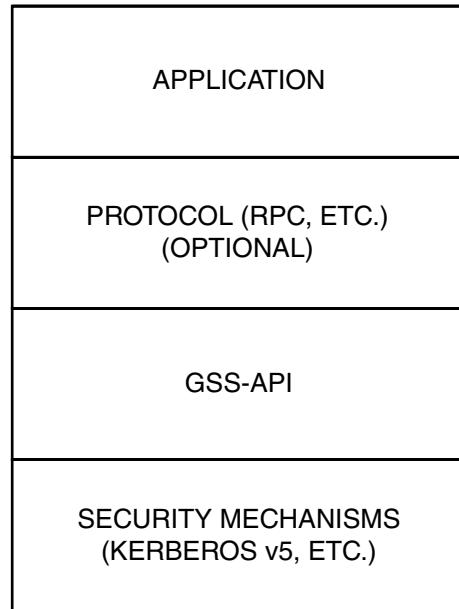 APPLICATION
PROTOCOL (RPC, ETC.)
(OPTIONAL)
GSS-API
SECURITY MECHANISMS
(KERBEROS v5, ETC.)